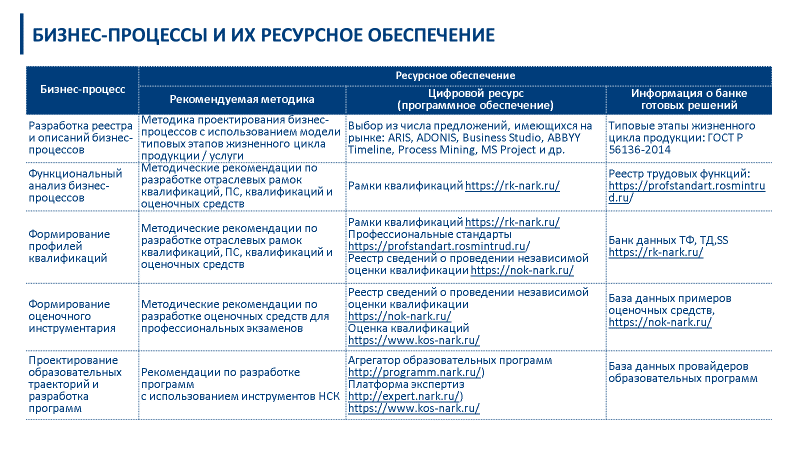 БИЗНЕС-ПРОЦЕССЫ И ИХ РЕСУРСНОЕ ОБЕСПЕЧЕНИЕ
Бизнес-процесс
Ресурсное обеспечение
Рекомендуемая методика
Цифровой ресурс
(программное обеспечение)
Информация о банке
готовых решений
Разработка реестра
и описаний бизнес-
процессов
Методика проектирования бизнес-
процессов с использованием модели
типовых этапов жизненного цикла
продукции / услуги
Выбор из числа предложений, имеющихся на
рынке: ARIS, ADONIS, Business Studio, ABBYY
Timeline, Process Mining, MS Project и др.
Типовые этапы жизненного
цикла продукции: ГОСТ Р
56136-2014
Функциональный
анализ бизнес-
процессов
Методические рекомендации по
разработке отраслевых рамок
квалификаций, ПС, квалификаций и
оценочных средств
Рамки квалификаций https://rk-nark.ru/
Реестр трудовых функций:
https://profstandart.rosmintru
d.ru/
Формирование
профилей
квалификаций
Методические рекомендации по
разработке отраслевых рамок
квалификаций, ПС, квалификаций и
оценочных средств
Рамки квалификаций https://rk-nark.ru/
Профессиональные стандарты
https://profstandart.rosmintrud.ru/
Реестр сведений о проведении независимой
оценки квалификации https://nok-nark.ru/
Банк данных ТФ, ТД,SS
https://rk-nark.ru/
Формирование
оценочного
инструментария
Методические рекомендации по
разработке оценочных средств для
профессиональных экзаменов
Реестр сведений о проведении независимой
оценки квалификации
https://nok-nark.ru/
Оценка квалификаций
https://www.kos-nark.ru/
База данных примеров
оценочных средств,
https://nok-nark.ru/
Проектирование
образовательных
траекторий и
разработка
программ
Рекомендации по разработке
программ
с использованием инструментов НСК
Агрегатор образовательных программ
http://programm.nark.ru/)
Платформа экспертиз
http://expert.nark.ru/)
https://www.kos-nark.ru/
База данных провайдеров
образовательных программ